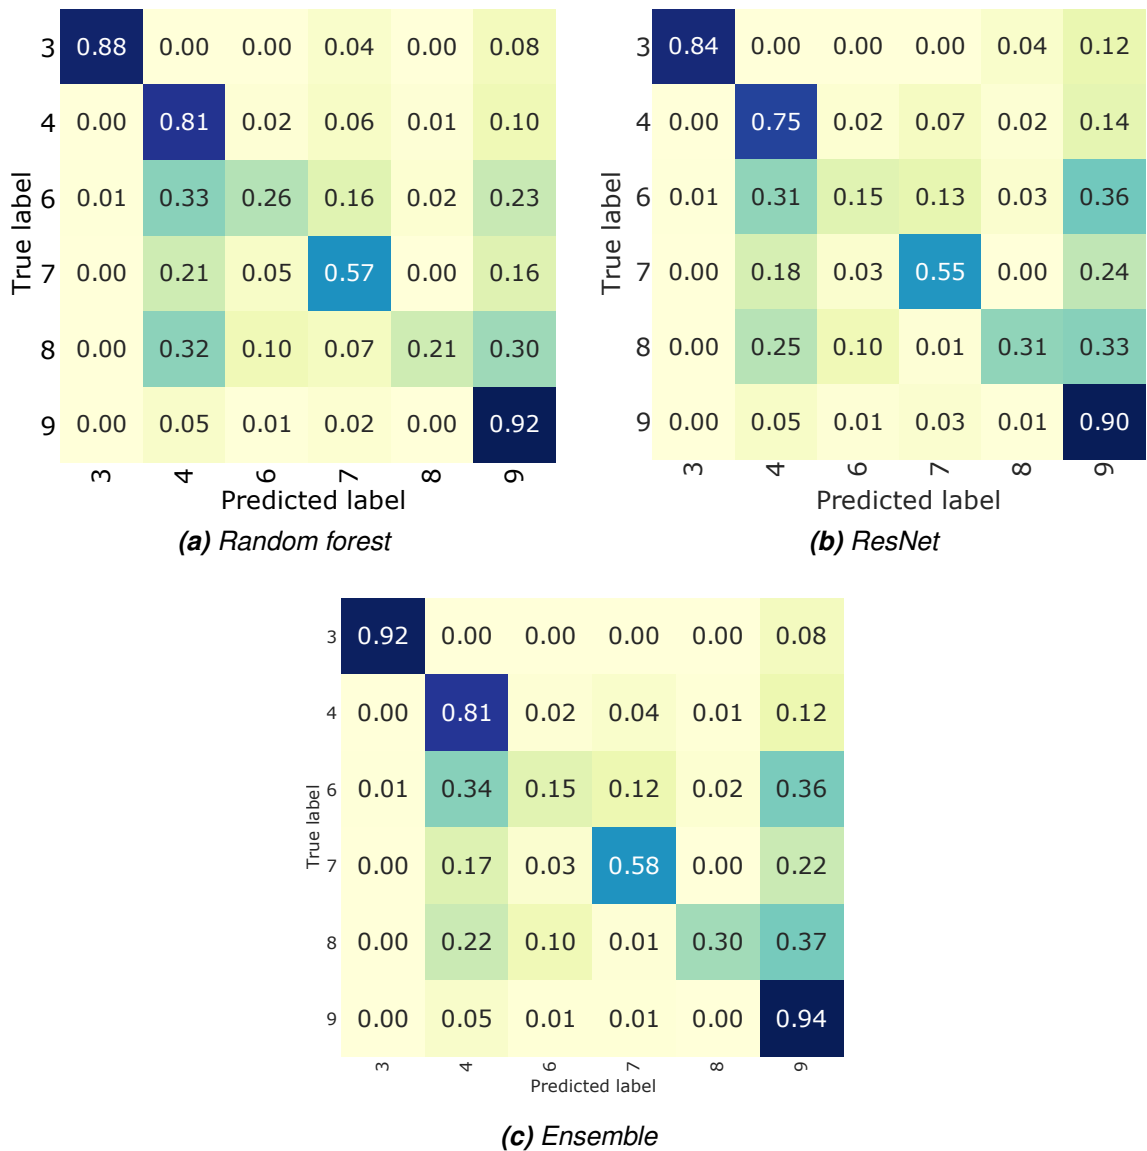 3 0.88 0.00 0.00 0.04 0.00 0.08
4 0.00 0.81 0.02 0.06 0.01 0.10
6 0.01 0.33 0.26 0.16 0.02 0.23
7 0.00 0.21 0.05 0.57 0.00 0.16
8 0.00 0.32 0.10 0.07 0.21 0.30
9 0.00 0.05 0.01 0.02 0.00 0.92
True label
3 4 6 7 8 9
Predicted label
(a) Random forest
3 0.84 0.00 0.00 0.00 0.04 0.12
4 0.00 0.75 0.02 0.07 0.02 0.14
6 0.01 0.31 0.15 0.13 0.03 0.36
7 0.00 0.18 0.03 0.55 0.00 0.24
8 0.00 0.25 0.10 0.01 0.31 0.33
9 0.00 0.05 0.01 0.03 0.01 0.90
True label
3 4 6 7 8 9
Predicted label
(b) ResNet
3 0.92 0.00 0.00 0.00 0.00 0.08
4 0.00 0.81 0.02 0.04 0.01 0.12
6 0.01 0.34 0.15 0.12 0.02 0.36
7 0.00 0.17 0.03 0.58 0.00 0.22
8 0.00 0.22 0.10 0.01 0.30 0.37
9 0.00 0.05 0.01 0.01 0.00 0.94
True label
3 4 6 7 8 9
Predicted label
(c) Ensemble